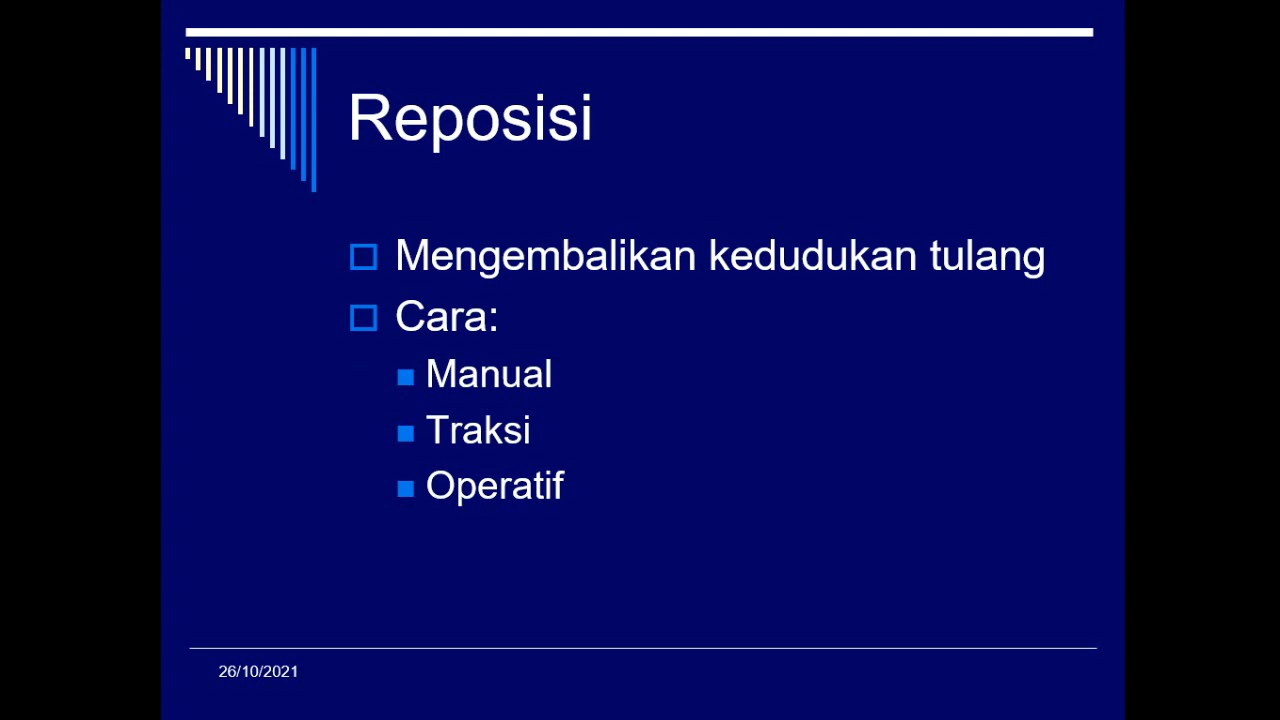 Reposisi
Mengembalikan kedudukan tulang
Cara:
Manual
Traksi
Operatif
26/10/2021